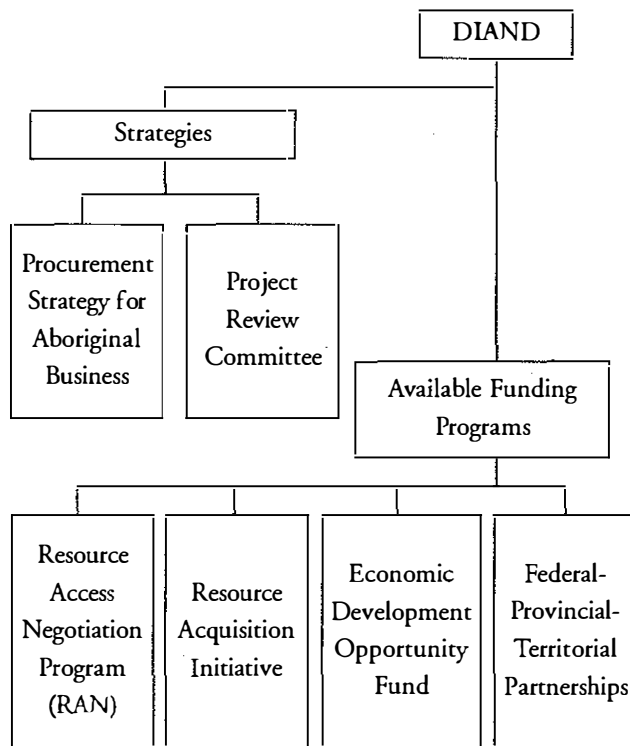 DIAND
Strategies
Procurement
Strategy for
Aboriginal
Business
Project
Review
Committee
Available Funding
Programs
Resource
Access
Negotiation
Program
(RAN)
Resource
Acquisition
Initiative
Economic
Development
Opportunity
Fund
Federal-
Provincial-
Territorial
Partnerships